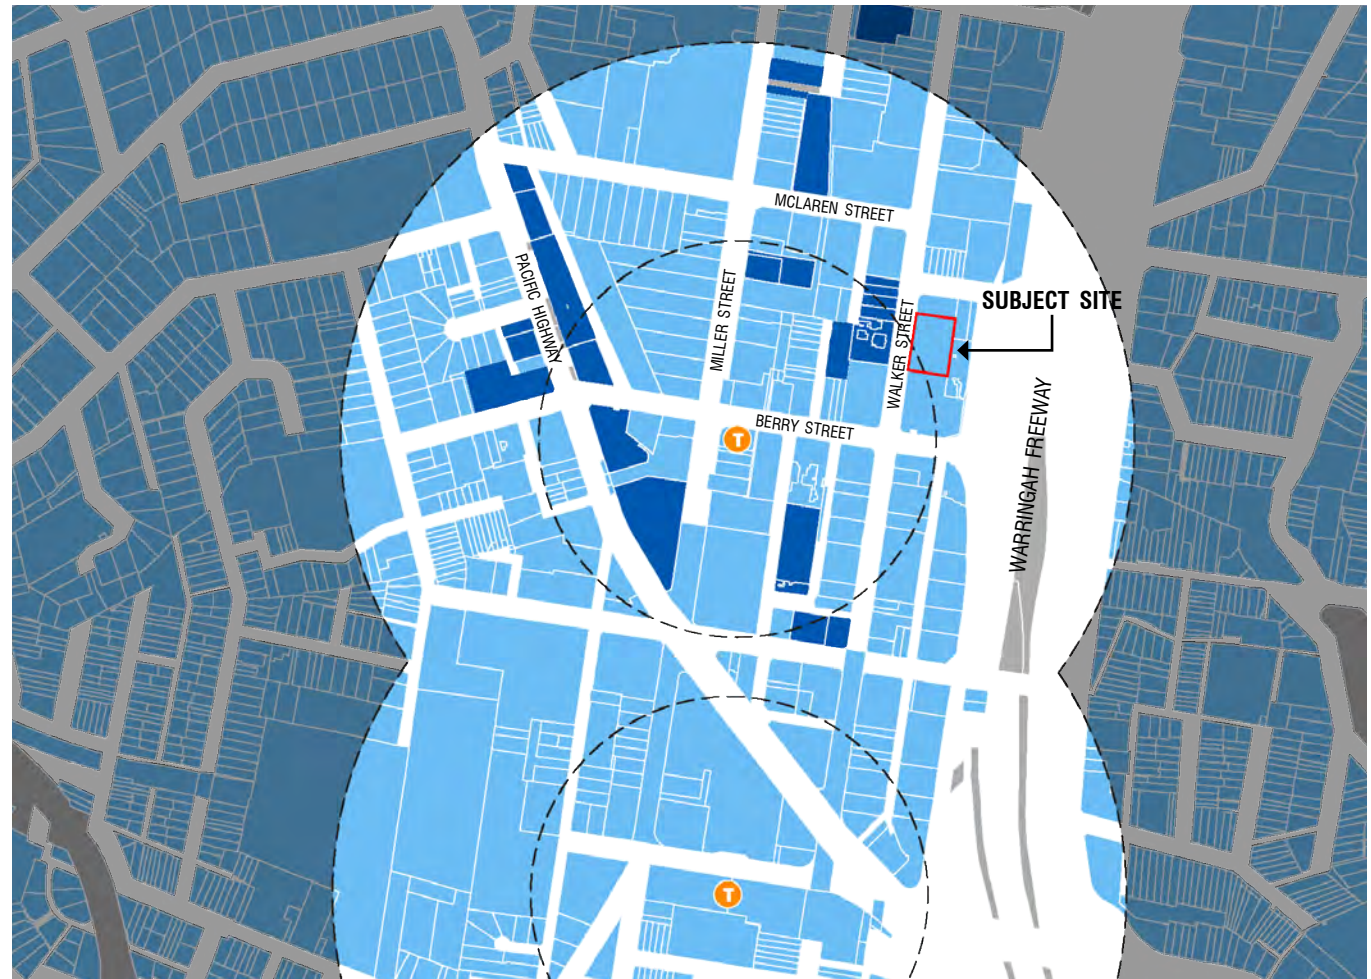 MCLAREN STREET
PACIFIC HIGHWAY
MILLER STREET
SUBJECT SITE
WALKER STREET
BERRY STREET
T
WARRINGAH FREEWAY
T